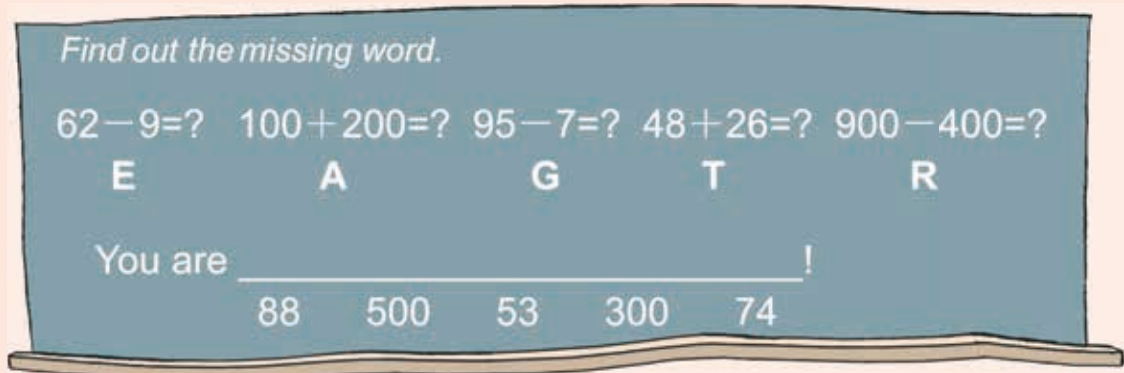 Find out the missing word.
62－9=? 100＋200=? 95－7=? 48＋26=? 900－400=?
E A G T R
You are ______________________!
88 500 53 300 74